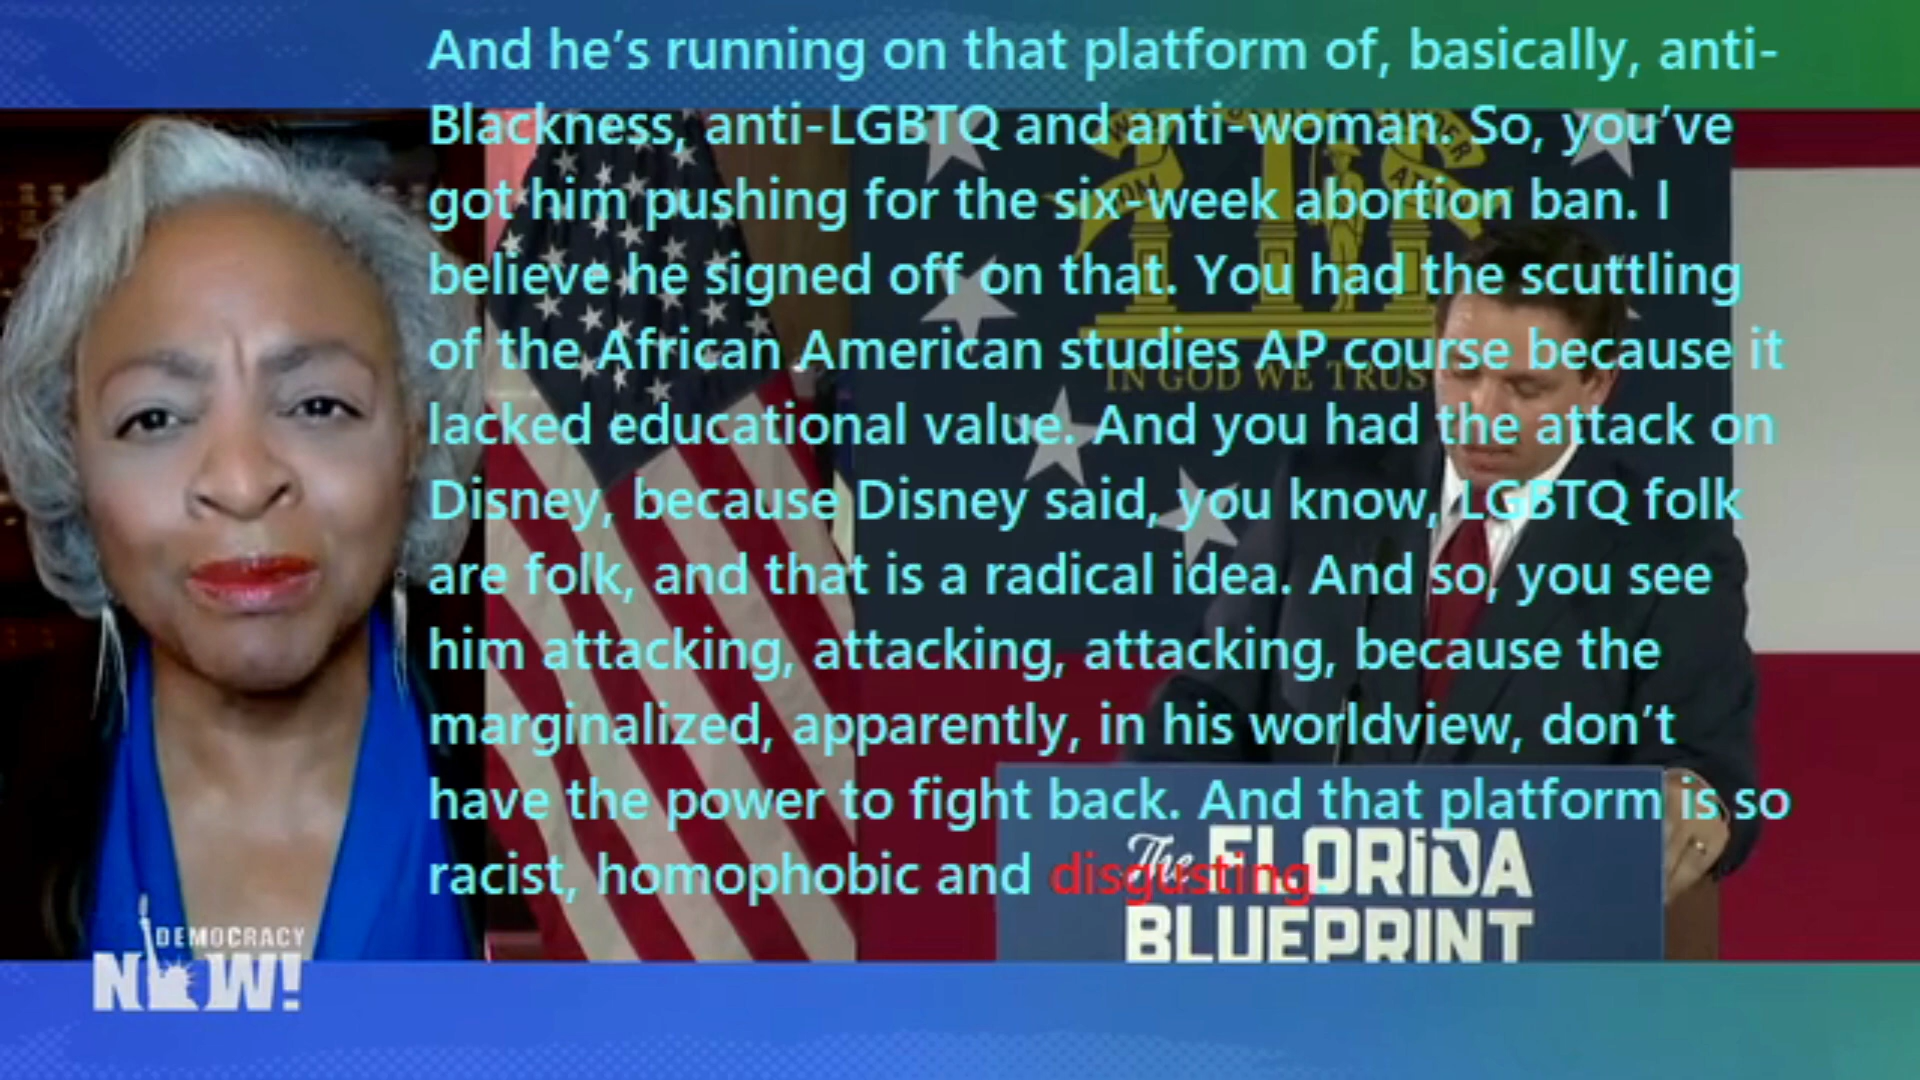 And he’s running on that platform of, basically, anti-
Blackness, anti-LGBTQ and anti-woman. So, you’ve
got him pushing for the six-week abortion ban. I
believe he signed off on that. You had the scuttling
of the African American studies AP course because it
lacked educational value. And you had the attack on
Disney, because Disney said, you know, LGBTQ folk
are folk, and that is a radical idea. And so, you see
him attacking, attacking, attacking, because the
marginalized, apparently, in his worldview, don’t
have the power to fight back. And that platform is so
racist, homophobic and disgusting.
IN GOD WE TRUS
The FLORIDA
BLUEPRINT
DEMOCRACY
NOW!